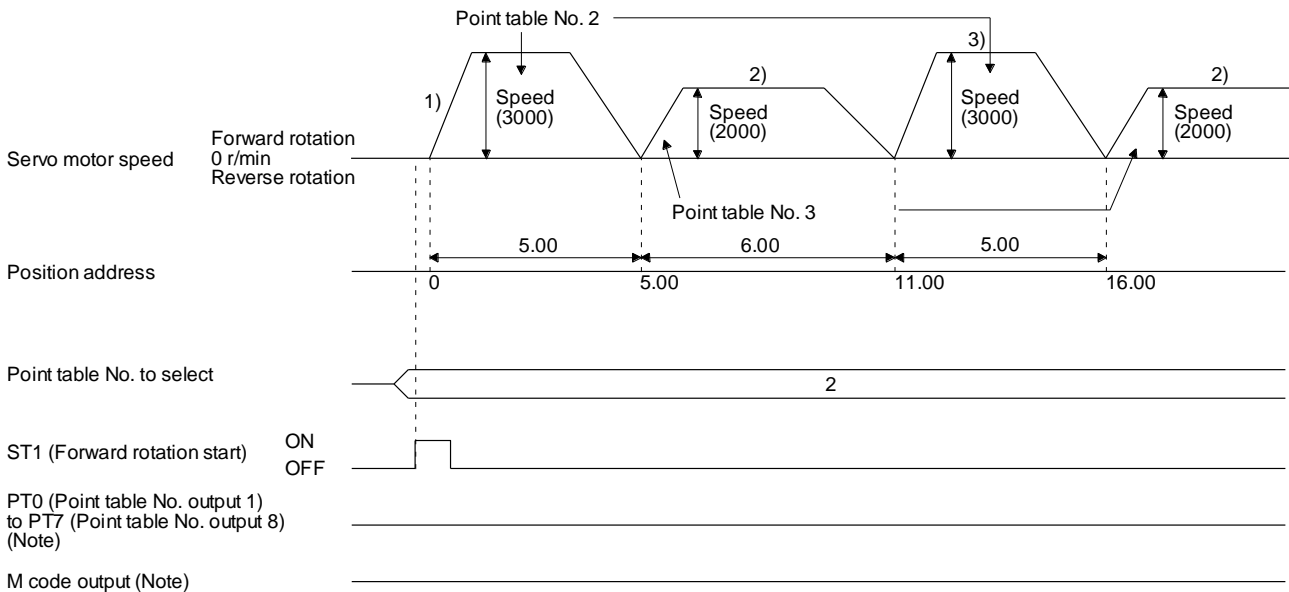 Point table No. 2
1)
Speed
(3000)
2)
Speed
(2000)
3)
Speed
(3000)
2)
Speed
(2000)
Servo motor speed
Forward rotation
0 r/min
Reverse rotation
Point table No. 3
5.00
6.00
5.00
Position address
0
5.00
11.00
16.00
Point table No. to select
2
ST1 (Forward rotation start)
ON
OFF
PT0 (Point table No. output 1)
to PT7 (Point table No. output 8)
(Note)
M code output (Note)